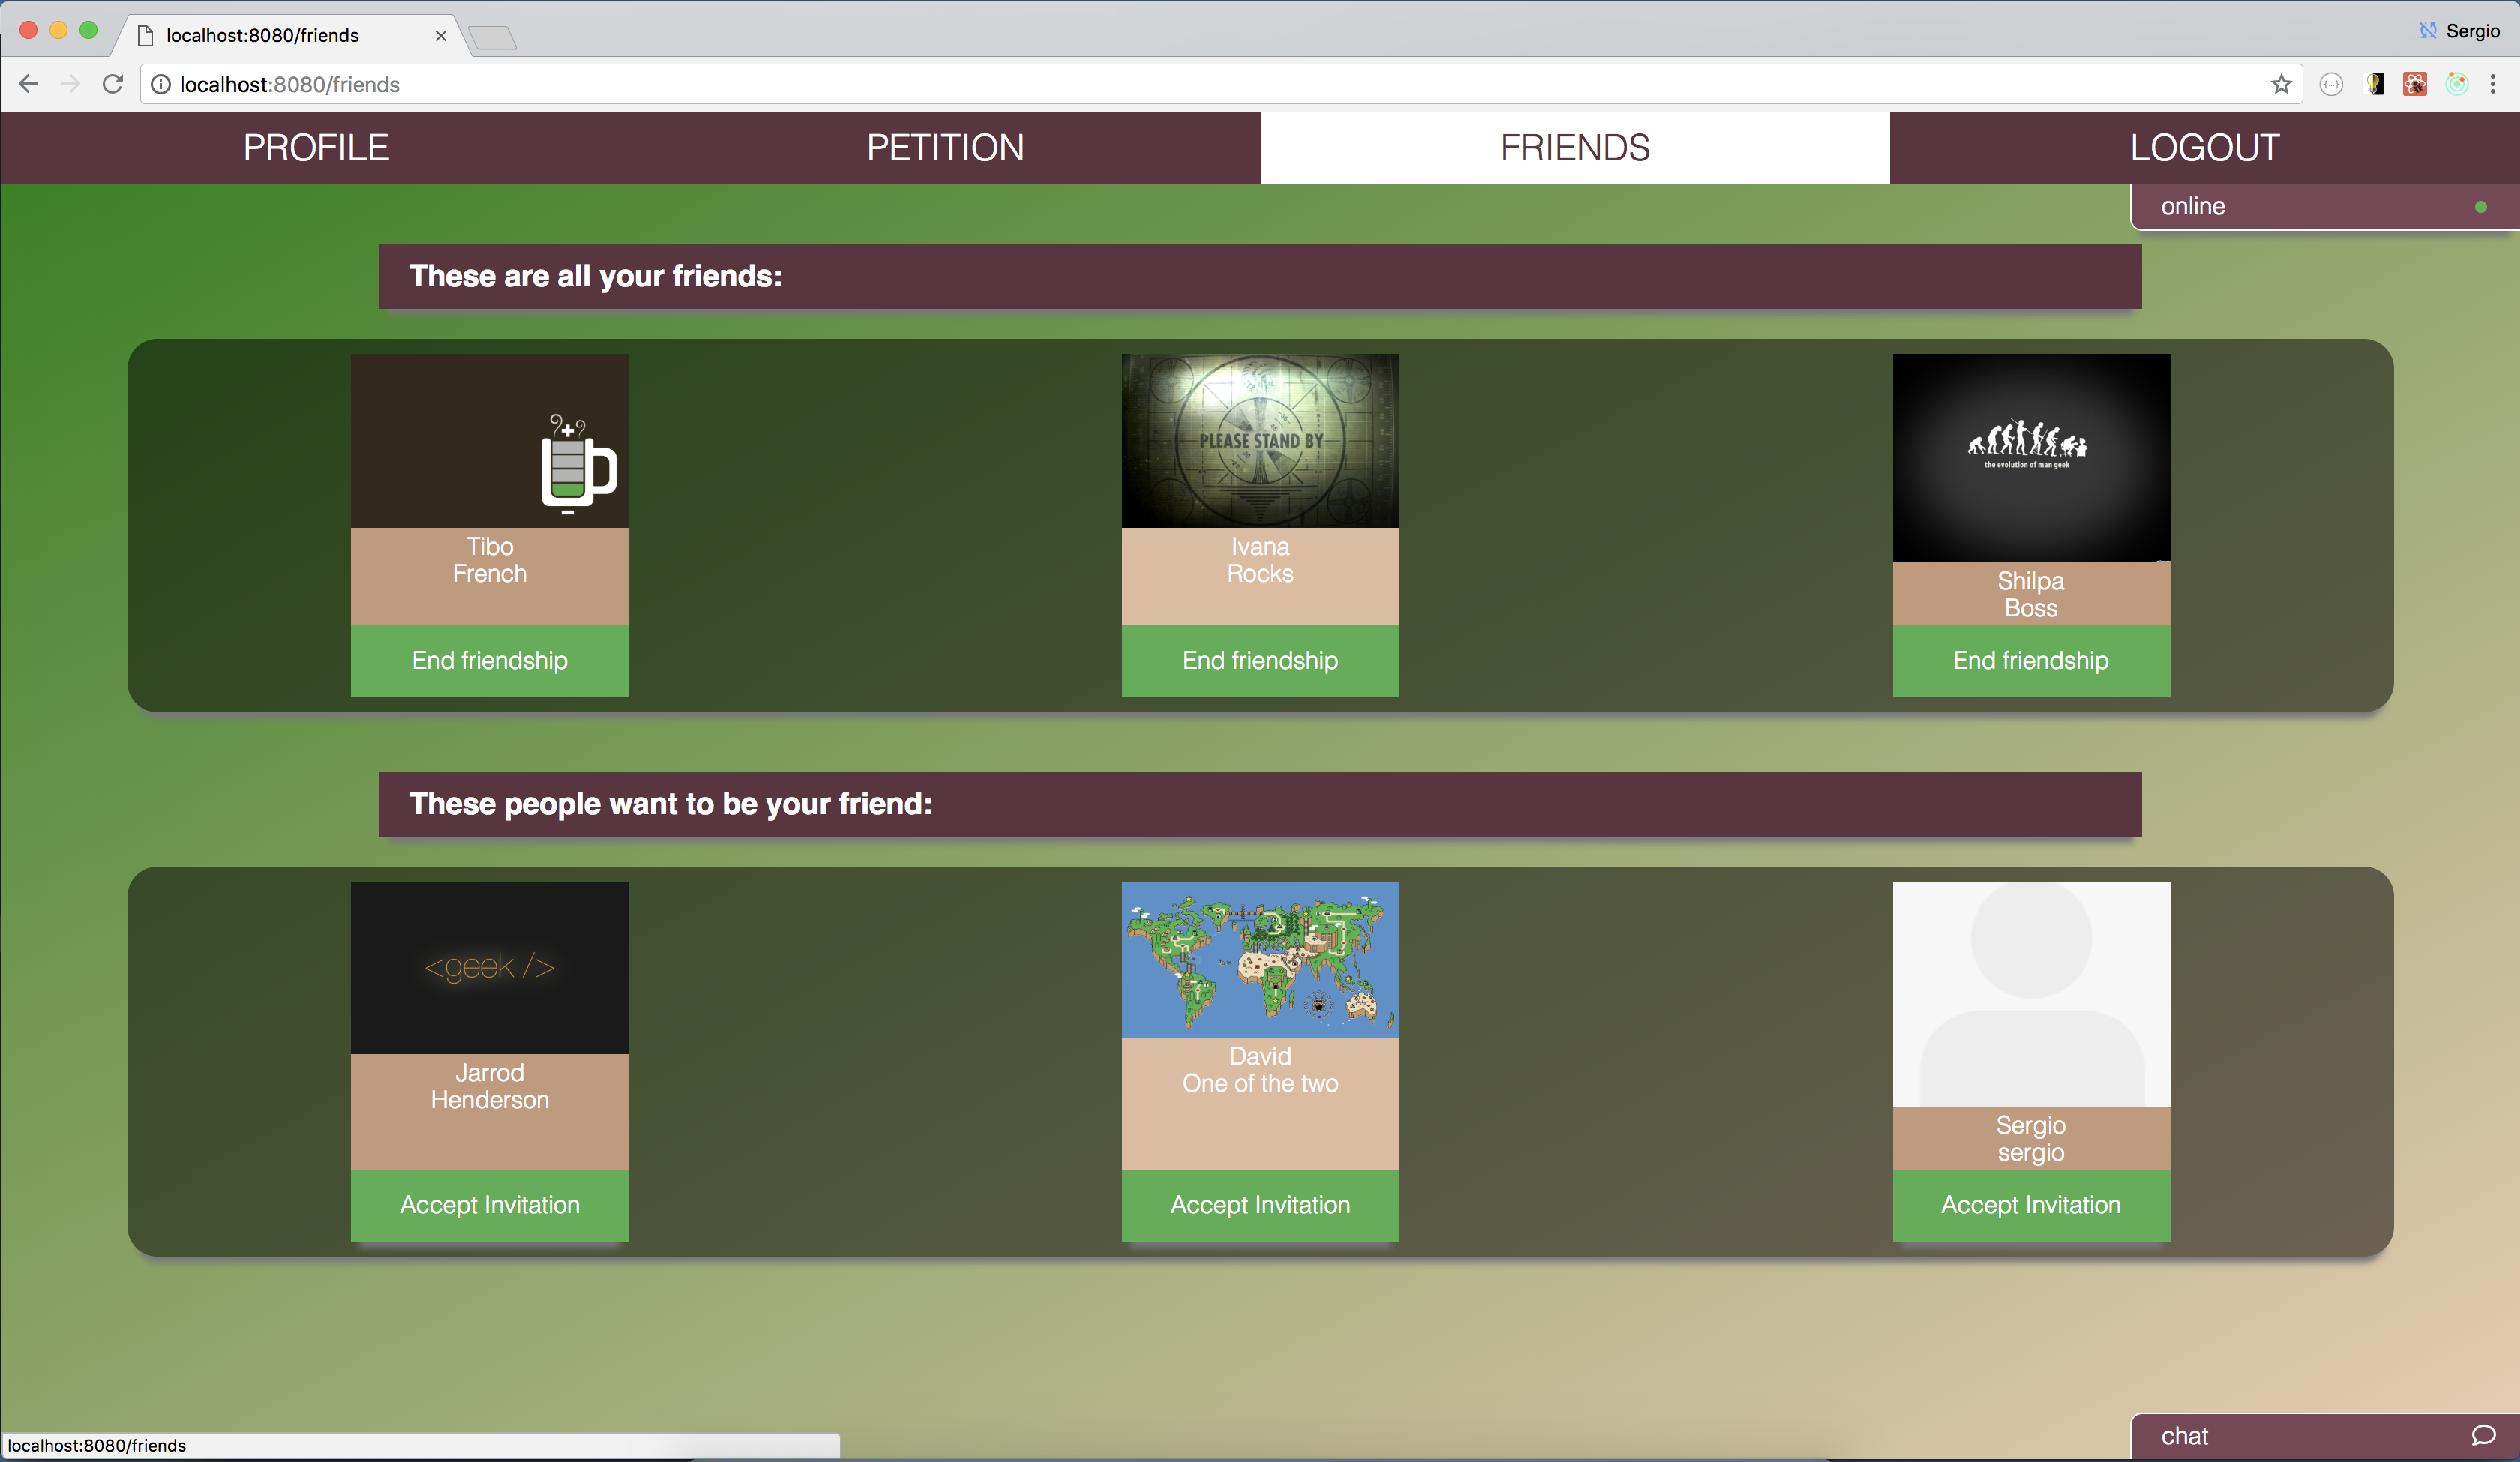 localhost:8080/friends
Sergio
localhost:8080/friends
PROFILE
PETITION
FRIENDS
LOGOUT
online
These are all your friends:
PLEASE STAND BY
the evolution of man geek
Tibo
French
Ivana
Rocks
Shilpa
Boss
End friendship
End friendship
End friendship
These people want to be your friend:
<geek />
Jarrod
Henderson
David
One of the two
Sergio
sergio
Accept Invitation
Accept Invitation
Accept Invitation
localhost:8080/friends
chat